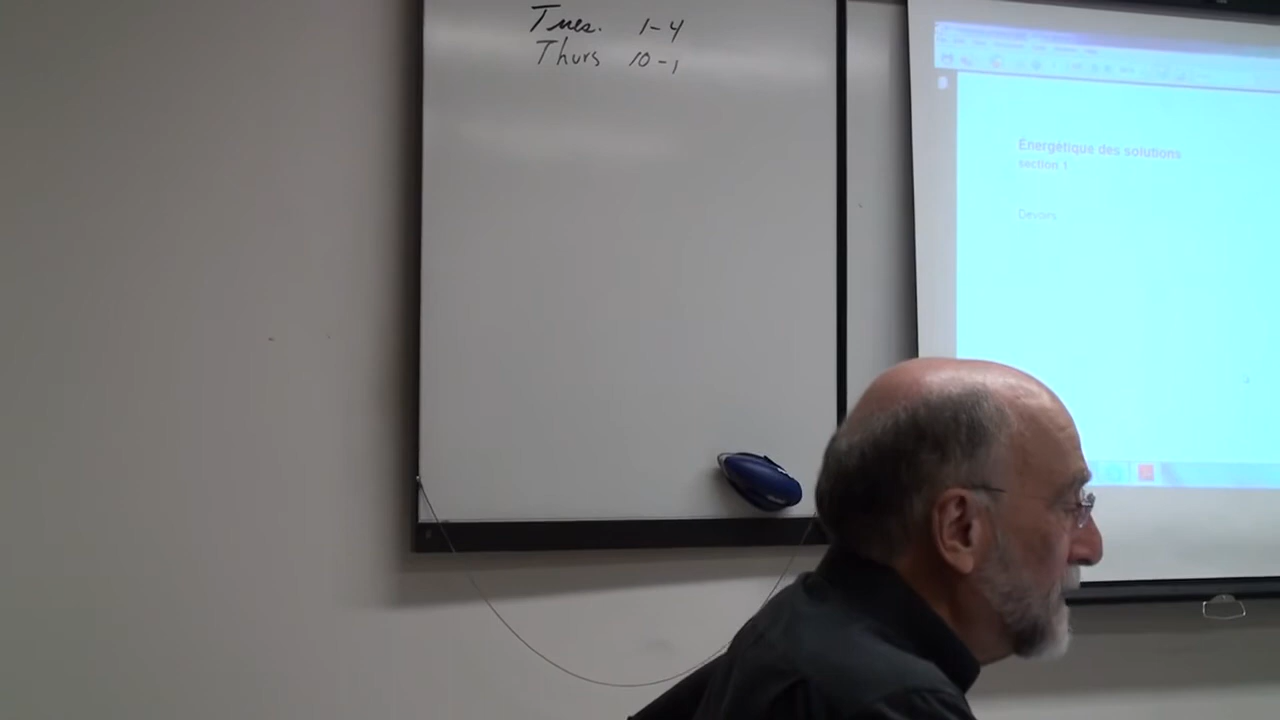 Tues. 1-4
Thurs 10-1
Énergétique des solutions
section 1
Devoirs